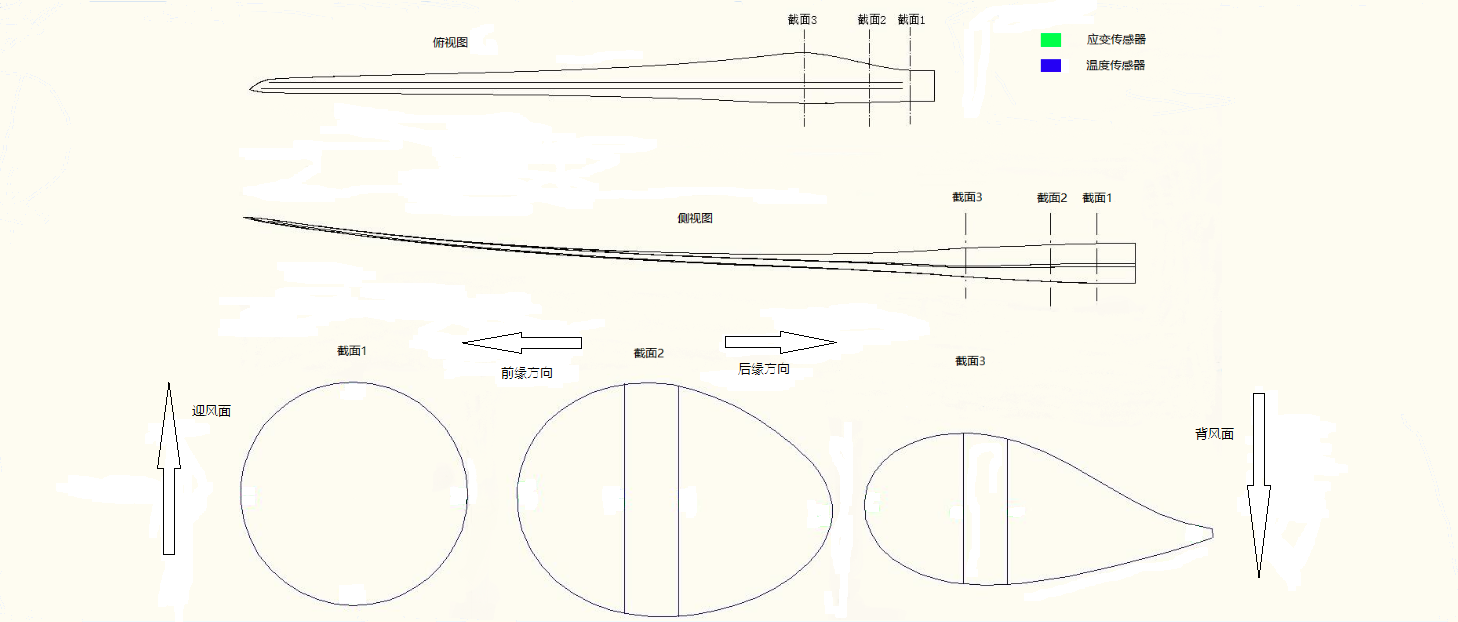 截面3
截面2
截面1
俯视图
应变传感器
温度传感器
截面3
截面2
截面1
侧视图
截面1
截面2
截面3
前缘方向
后缘方向
迎风面
背风面